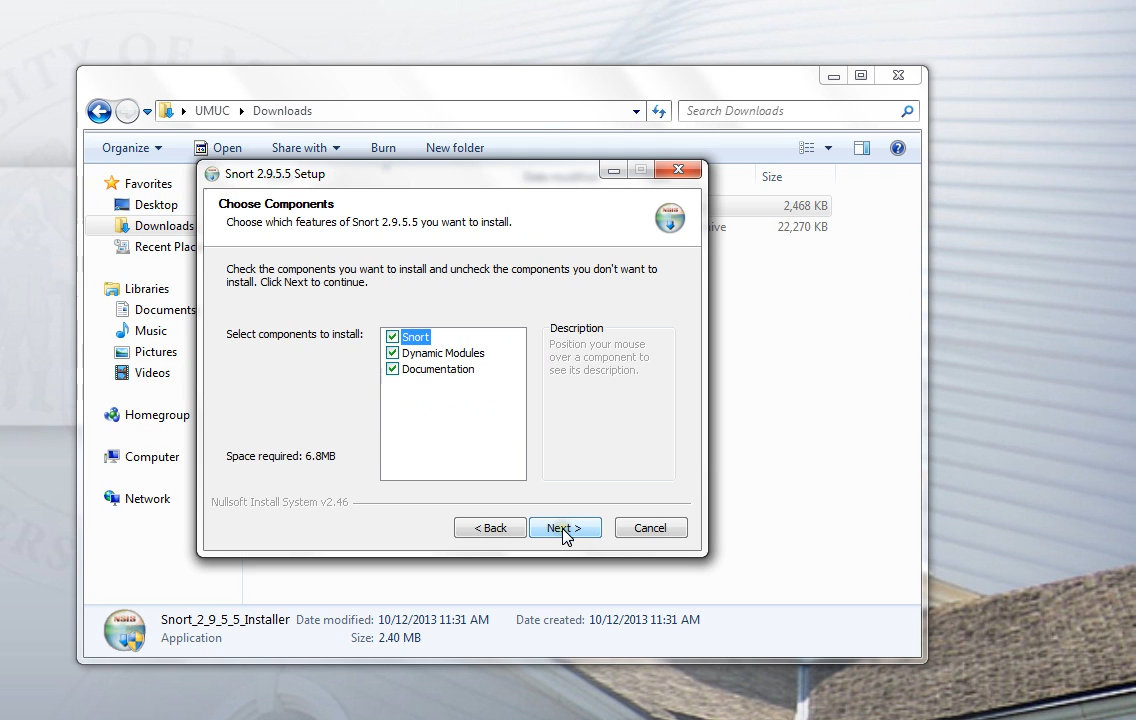 UMUC Downloads Search Downloads
Organize Open Share with Burn New folder
Snort 2.9.5.5 Setup
Choose Components
Choose which features of Snort 2.9.5.5 you want to install.
Check the components you want to install and uncheck the components you don't want to
install. Click Next to continue.
Select components to install:
Snort
Dynamic Modules
Documentation
Description
Position your mouse
over a component to
see its description.
Space required: 6.8MB
Nullsoft Install System v2.46
< Back Next > Cancel
Size
2,468 KB
22,270 KB
Favorites
Desktop
Downloads
Recent Plac
Libraries
Documents
Music
Pictures
Videos
Homegroup
Computer
Network
Snort_2_9_5_5_Installer Date modified: 10/12/2013 11:31 AM Date created: 10/12/2013 11:31 AM
Application Size: 2.40 MB